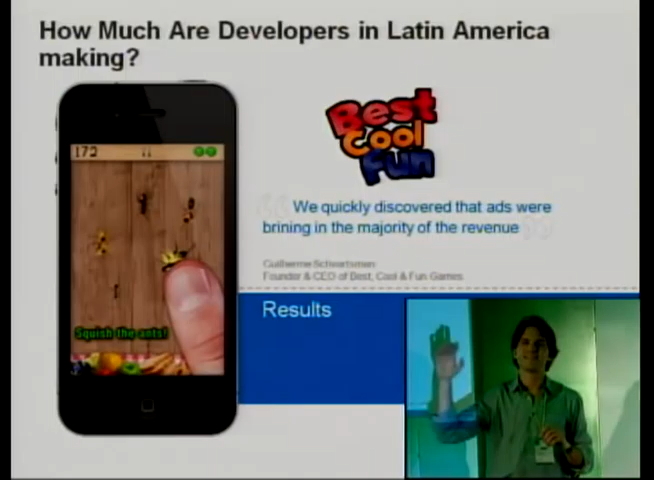 How Much Are Developers in Latin America
making?
Best
Cool
Fun
172
We quickly discovered that ads were
brining in the majority of the revenue
Guilherme Schvartsman
Founder & CEO of Best, Cool & Fun Games
Squish the ants!
Results